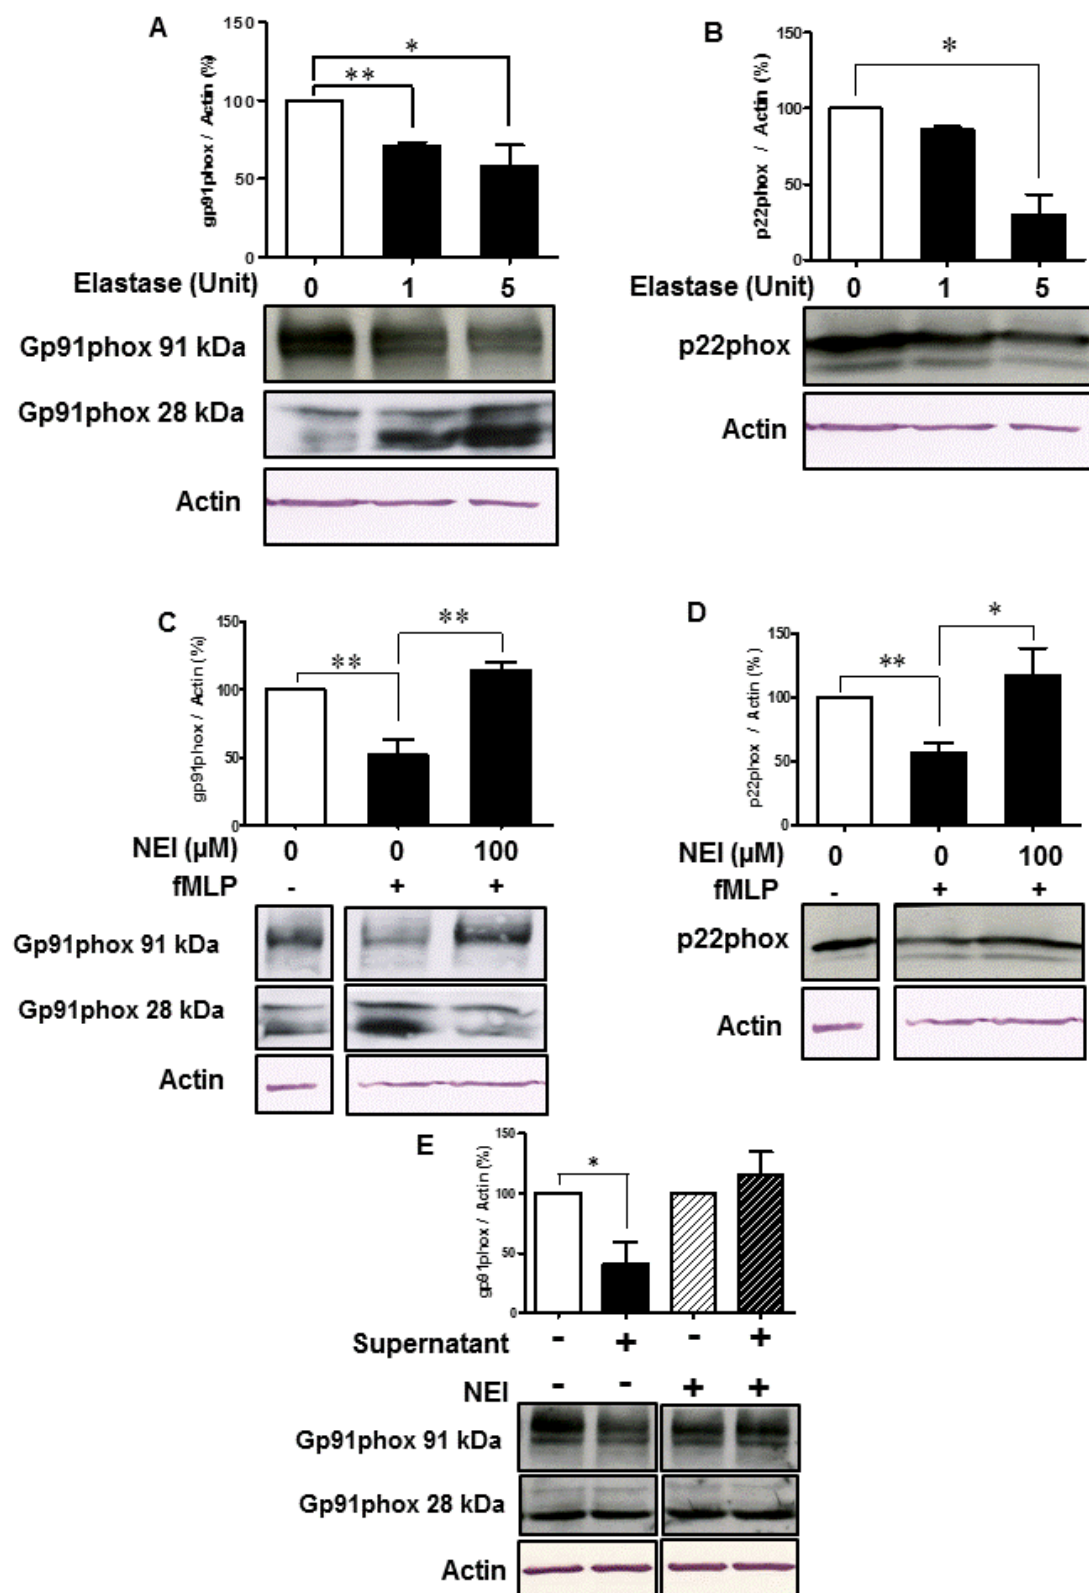 A
gp91phox / Actin (%)
150
100
50
0
*
**
Elastase (Unit) 0 1 5
Gp91phox 91 kDa
Gp91phox 28 kDa
Actin
B
p22phox / Actin (%)
150
100
50
0
*
Elastase (Unit) 0 1 5
p22phox
Actin
C
gp91phox / Actin (%)
150
100
50
0
**
**
NEI (µM) 0 0 100
fMLP - + +
Gp91phox 91 kDa
Gp91phox 28 kDa
Actin
D
p22phox / Actin (%)
150
100
50
0
*
**
NEI (µM) 0 0 100
fMLP - + +
p22phox
Actin
E
gp91phox / Actin (%)
150
100
50
0
*
Supernatant - + - +
NEI - - + +
Gp91phox 91 kDa
Gp91phox 28 kDa
Actin